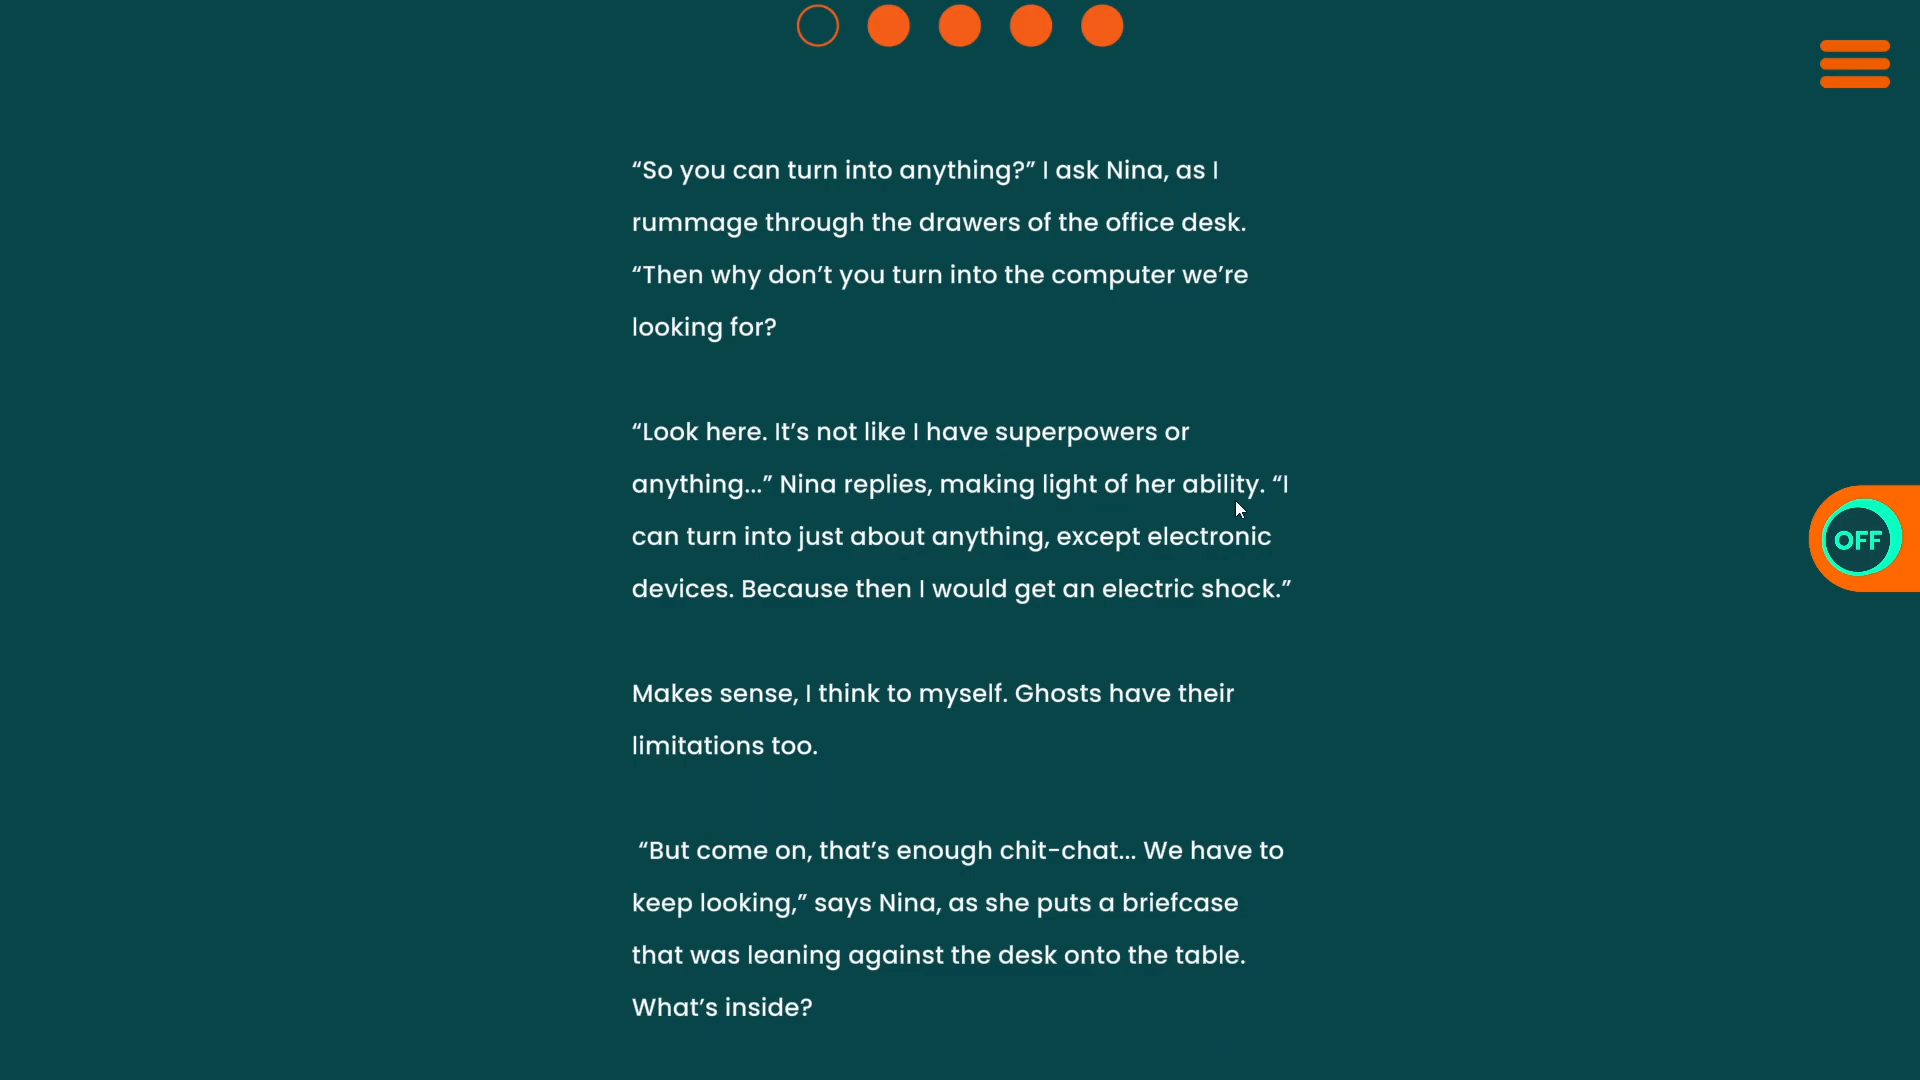 “So you can turn into anything?” I ask Nina, as I
rummage through the drawers of the office desk.
“Then why don’t you turn into the computer we’re
looking for?
“Look here. It’s not like I have superpowers or
anything...” Nina replies, making light of her ability. “I
can turn into just about anything, except electronic
devices. Because then I would get an electric shock.”
Makes sense, I think to myself. Ghosts have their
limitations too.
“But come on, that’s enough chit-chat... We have to
keep looking,” says Nina, as she puts a briefcase
that was leaning against the desk onto the table.
What’s inside?
OFF